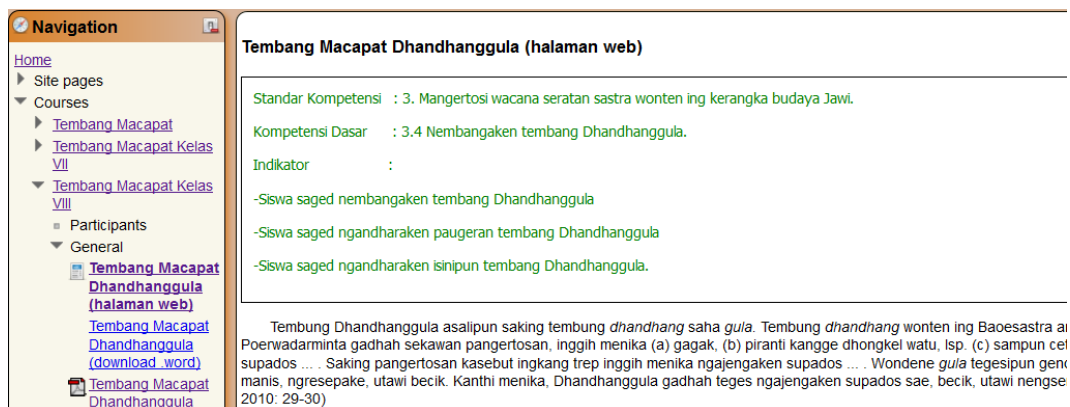 Navigation
Home
Site pages
Courses
Tembang Macapat
Tembang Macapat Kelas
VII
Tembang Macapat Kelas
VIII
Participants
General
Tembang Macapat
Dhandhanggula
(halaman web)
Tembang Macapat
Dhandhanggula
(download .word)
Tembang Macapat
Dhandhanggula
Tembang Macapat Dhandhanggula (halaman web)
Standar Kompetensi : 3. Mangertosi wacana seratan sastra wonten ing kerangka budaya Jawi.
Kompetensi Dasar : 3.4 Nembangaken tembang Dhandhanggula.
Indikator :
-Siswa saged nembangaken tembang Dhandhanggula
-Siswa saged ngandharaken paugeran tembang Dhandhanggula
-Siswa saged ngandharaken isinipun tembang Dhandhanggula.
Tembung Dhandhanggula asalipun saking tembung dhandhang saha gula. Tembung dhandhang wonten ing Baoesastra
Poerwadarminta gadhah sekawan pangertosan, inggih menika (a) gagak, (b) piranti kangge dhongkel watu, lsp. (c) sampun
supados ... . Saking pangertosan kasebut ingkang trep inggih menika ngajengaken supados ... . Wondene gula tegesipun
manis, ngresepake, utawi becik. Kanthi menika, Dhandhanggula gadhah teges ngajengaken supados sae, becik, utawi
2010: 29-30)